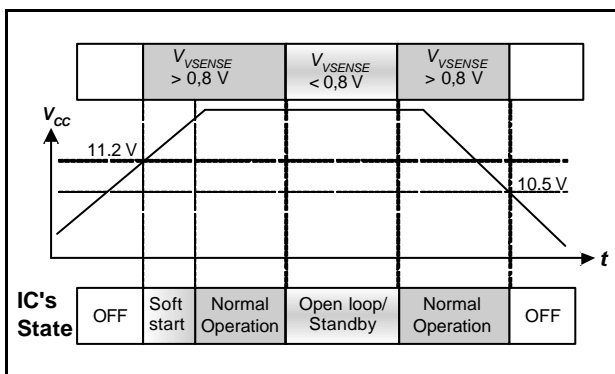 V_VSENSE
> 0,8 V
V_VSENSE
< 0,8 V
V_VSENSE
> 0,8 V
V_CC
11.2 V
10.5 V
t
IC's
State
OFF
Soft
start
Normal
Operation
Open loop/
Standby
Normal
Operation
OFF